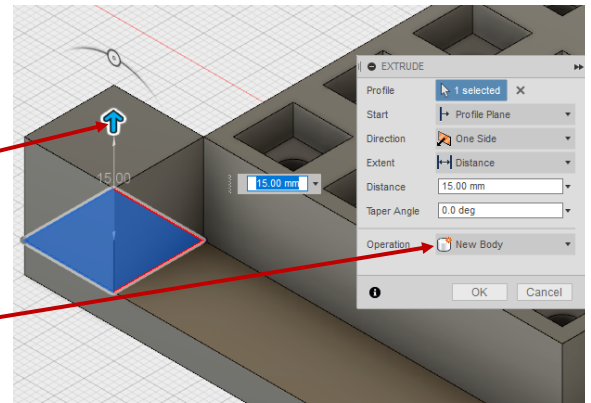 EXTRUDE
Profile 1 selected
Start Profile Plane
Direction One Side
Extent Distance
Distance 15.00 mm
Taper Angle 0.0 deg
Operation New Body
OK Cancel
15.00
15.00 mm